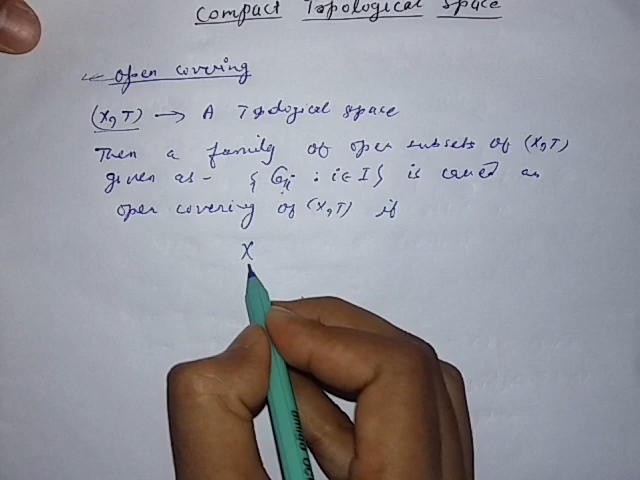 Compact Topological Space
Open covering
(X, T) → A Topological space
Then a family of open subsets of (X, T)
given as - { Gi : i ∈ I } is called an
open covering of (X, T) if
X